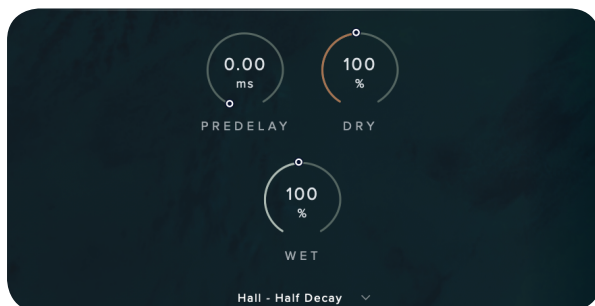 0.00
ms
PREDELAY
100
%
DRY
100
%
WET
Hall - Half Decay